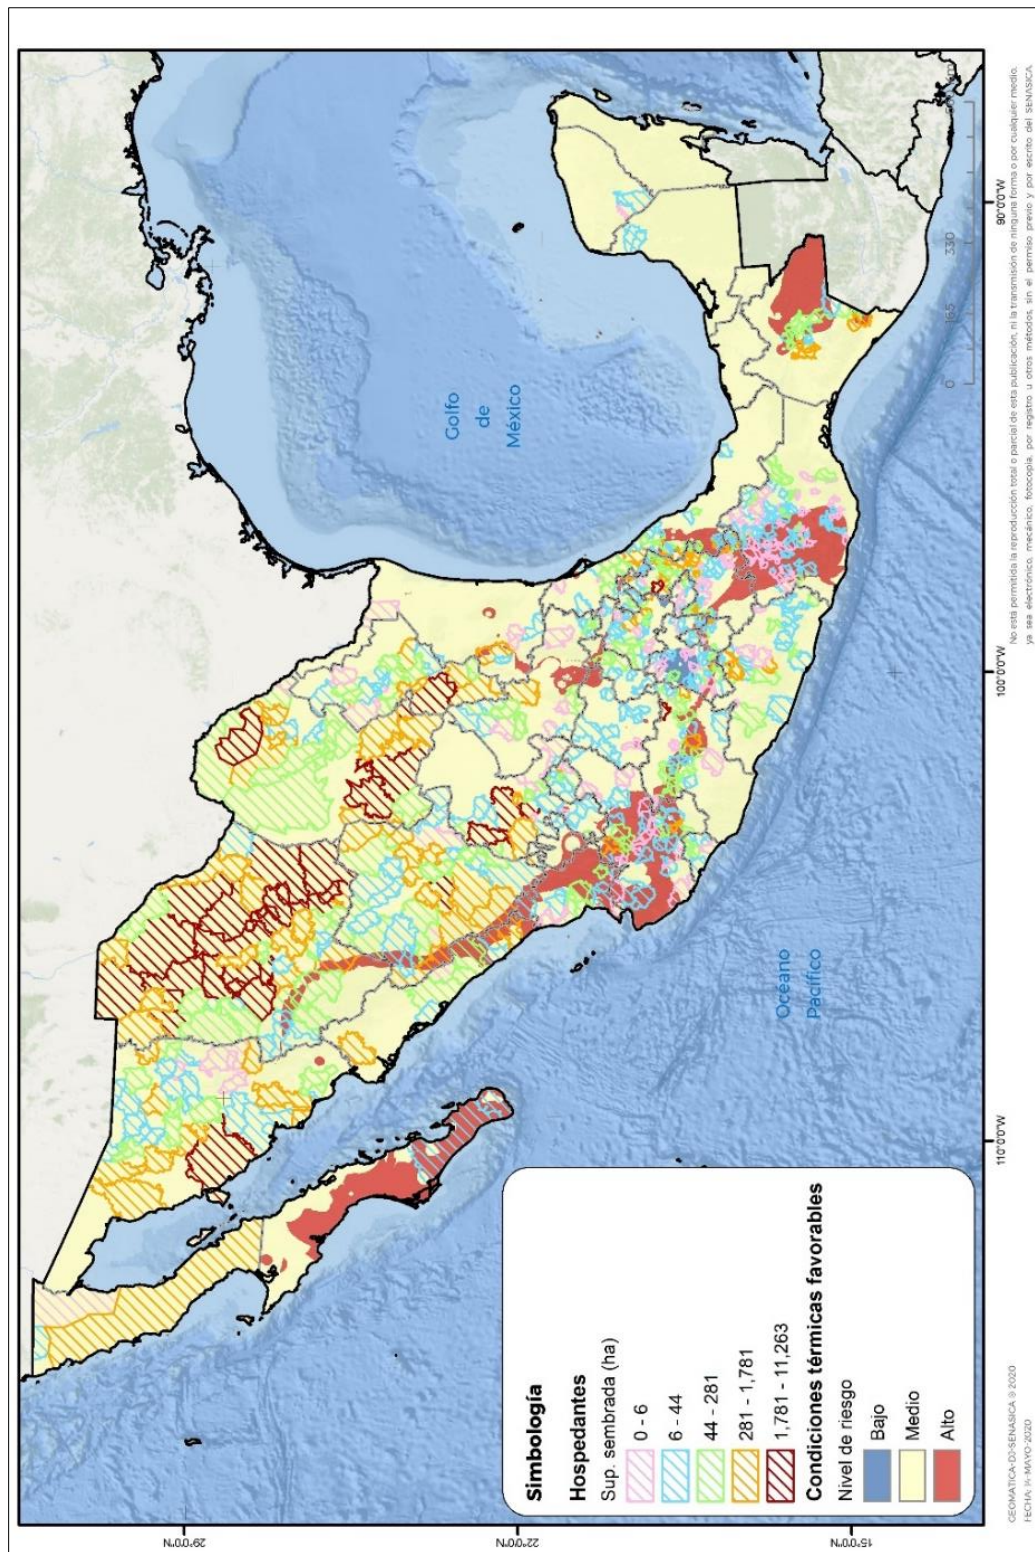 Simbología
Hospedantes
Sup. sembrada (ha)
0 - 6
6 - 44
44 - 281
281 - 1,781
1,781 - 11,263
Condiciones térmicas favorables
Nivel de riesgo
Bajo
Medio
Alto
Golfo
de
México
Océano
Pacífico
110°0'0"W
100°0'0"W
90°0'0"W
29°0'0"N
22°0'0"N
15°0'0"N
0 165 330
GEOMATICA-DJ-SENASICA ® 2020
-MAYO-2020
No está permitida la reproducción total o parcial de esta publicación, ni la transmisión de ninguna forma o por cualquier medio,
ya sea electrónico, mecánico, fotocopia, por registro u otros métodos, sin el permiso previo y por escrito del SENASICA